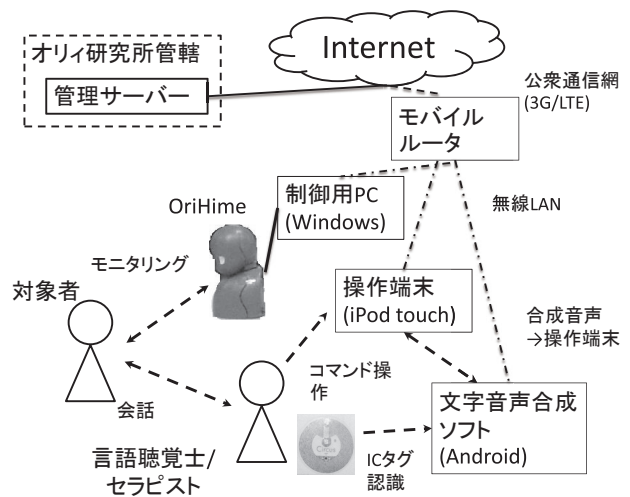 オリィ研究所管轄
管理サーバー
Internet
公衆通信網
(3G/LTE)
モバイル
ルータ
OriHime
制御用PC
(Windows)
無線LAN
モニタリング
対象者
操作端末
(iPod touch)
合成音声
→操作端末
コマンド操
作
会話
文字音声合成
ソフト
(Android)
ICタグ
認識
言語聴覚士/
セラピスト